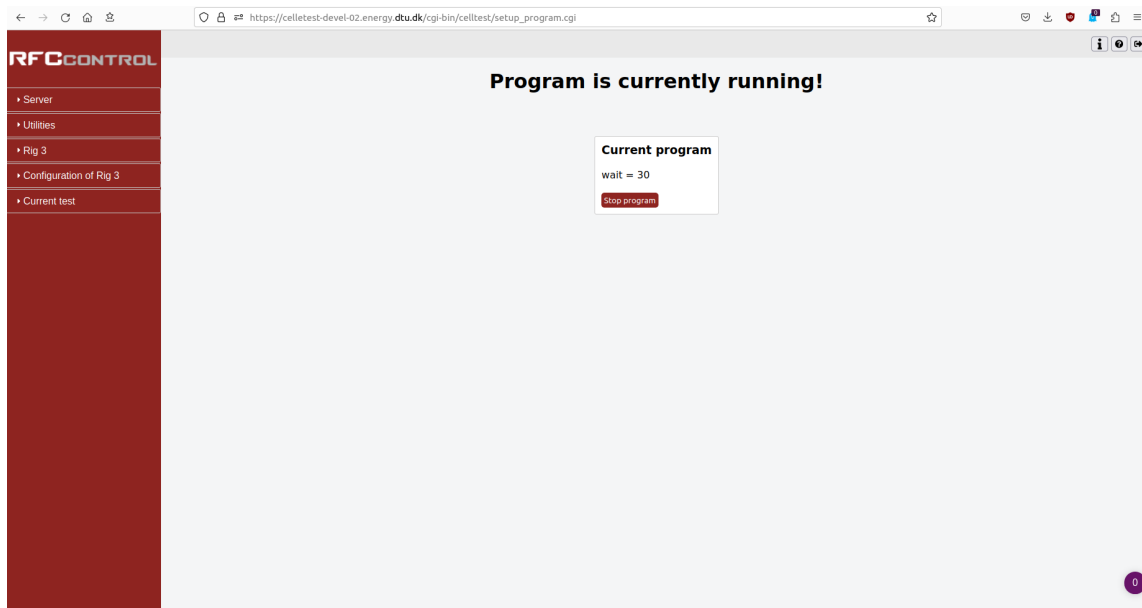 https://celletest-devel-02.energy.dtu.dk/cgi-bin/celltest/setup_program.cgi
0
RFCCONTROL
Server
Utilities
Rig 3
Configuration of Rig 3
Current test
Program is currently running!
Current program
wait = 30
Stop program
0